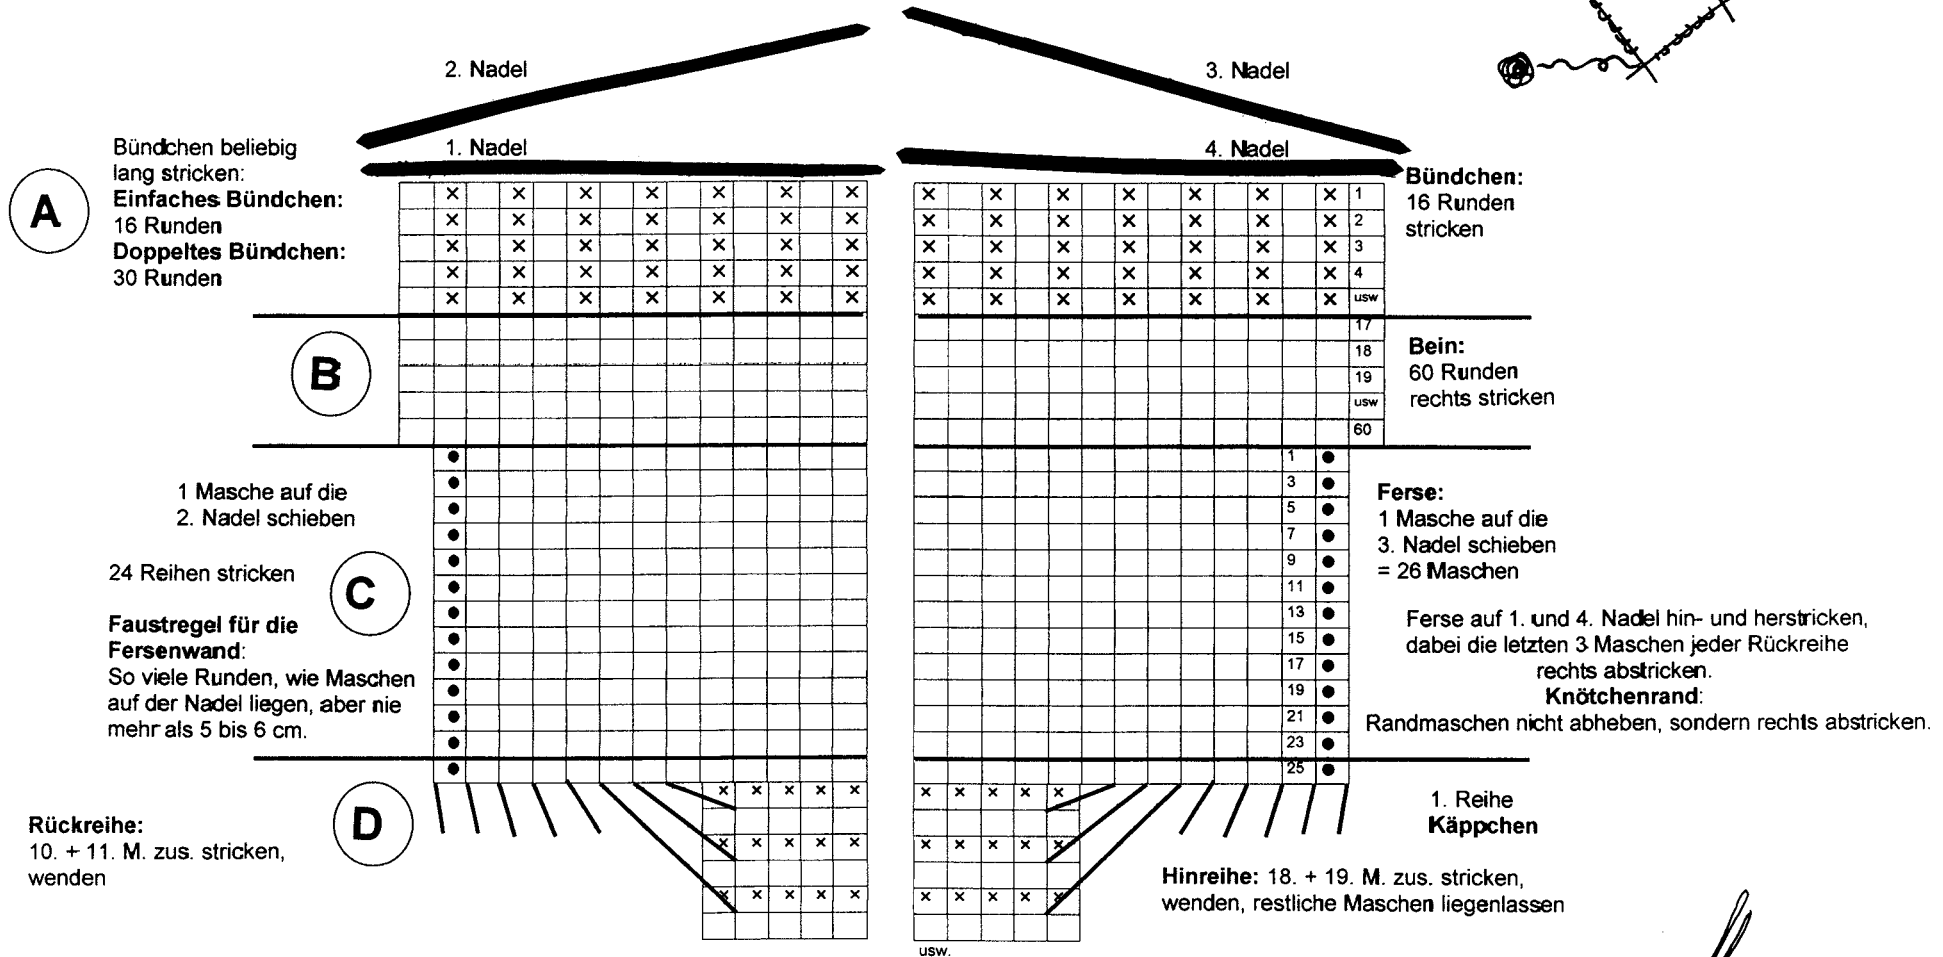 2. Nadel
3. Nadel
1. Nadel
4. Nadel
A
Bündchen beliebig
lang stricken:
Einfaches Bündchen:
16 Runden
Doppeltes Bündchen:
30 Runden
x x x x x x x x x x x x x x 1
x x x x x x x x x x x x x x 2
x x x x x x x x x x x x x x 3
x x x x x x x x x x x x x x 4
x x x x x x x x x x x x x x usw
Bündchen:
16 Runden
stricken
B
17
18
19
usw
60
Bein:
60 Runden
rechts stricken
1 Masche auf die
2. Nadel schieben
24 Reihen stricken
C
Faustregel für die
Fersenwand:
So viele Runden, wie Maschen
auf der Nadel liegen, aber nie
mehr als 5 bis 6 cm.
1
3
5
7
9
11
13
15
17
19
21
23
25
Ferse:
1 Masche auf die
3. Nadel schieben
= 26 Maschen
Ferse auf 1. und 4. Nadel hin- und herstricken,
dabei die letzten 3 Maschen jeder Rückreihe
rechts abstricken.
Knötchenrand:
Randmaschen nicht abheben, sondern rechts abstricken.
D
Rückreihe:
10. + 11. M. zus. stricken,
wenden
x x x x x x x x x x
x x x x x x x x x x
x x x x x x x x x x
usw.
1. Reihe
Käppchen
Hinreihe: 18. + 19. M. zus. stricken,
wenden, restliche Maschen liegenlassen